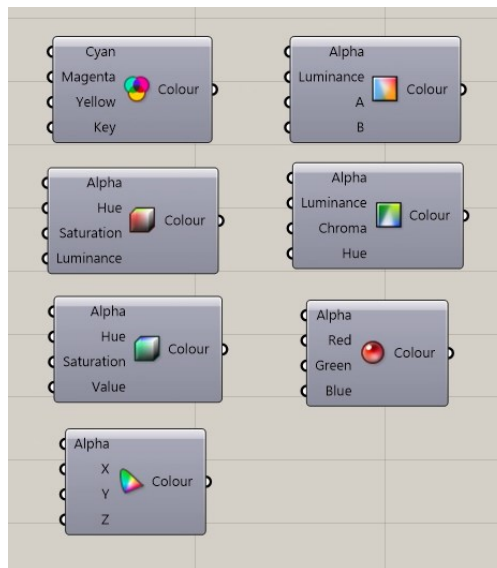 Cyan
Magenta
Yellow
Key
Colour
Alpha
Luminance
A
B
Colour
Alpha
Hue
Saturation
Luminance
Colour
Alpha
Luminance
Chroma
Hue
Colour
Alpha
Hue
Saturation
Value
Colour
Alpha
Red
Green
Blue
Colour
Alpha
X
Y
Z
Colour